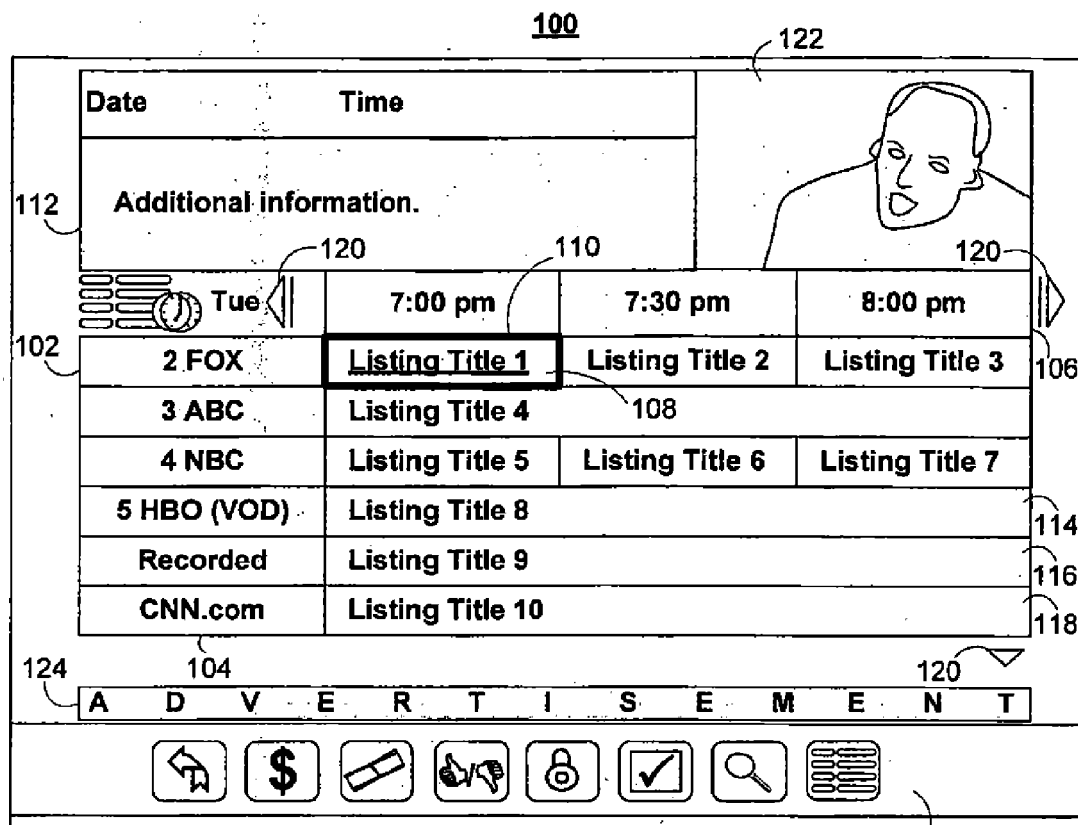 100
122
Date Time
112
Additional information.
120 110 120
Tue 7:00 pm 7:30 pm 8:00 pm
102 2 FOX Listing Title 1 Listing Title 2 Listing Title 3 106
3 ABC Listing Title 4 108
4 NBC Listing Title 5 Listing Title 6 Listing Title 7
5 HBO (VOD) Listing Title 8 114
Recorded Listing Title 9 116
CNN.com Listing Title 10 118
124 104 120
A D V E R T I S E M E N T
$